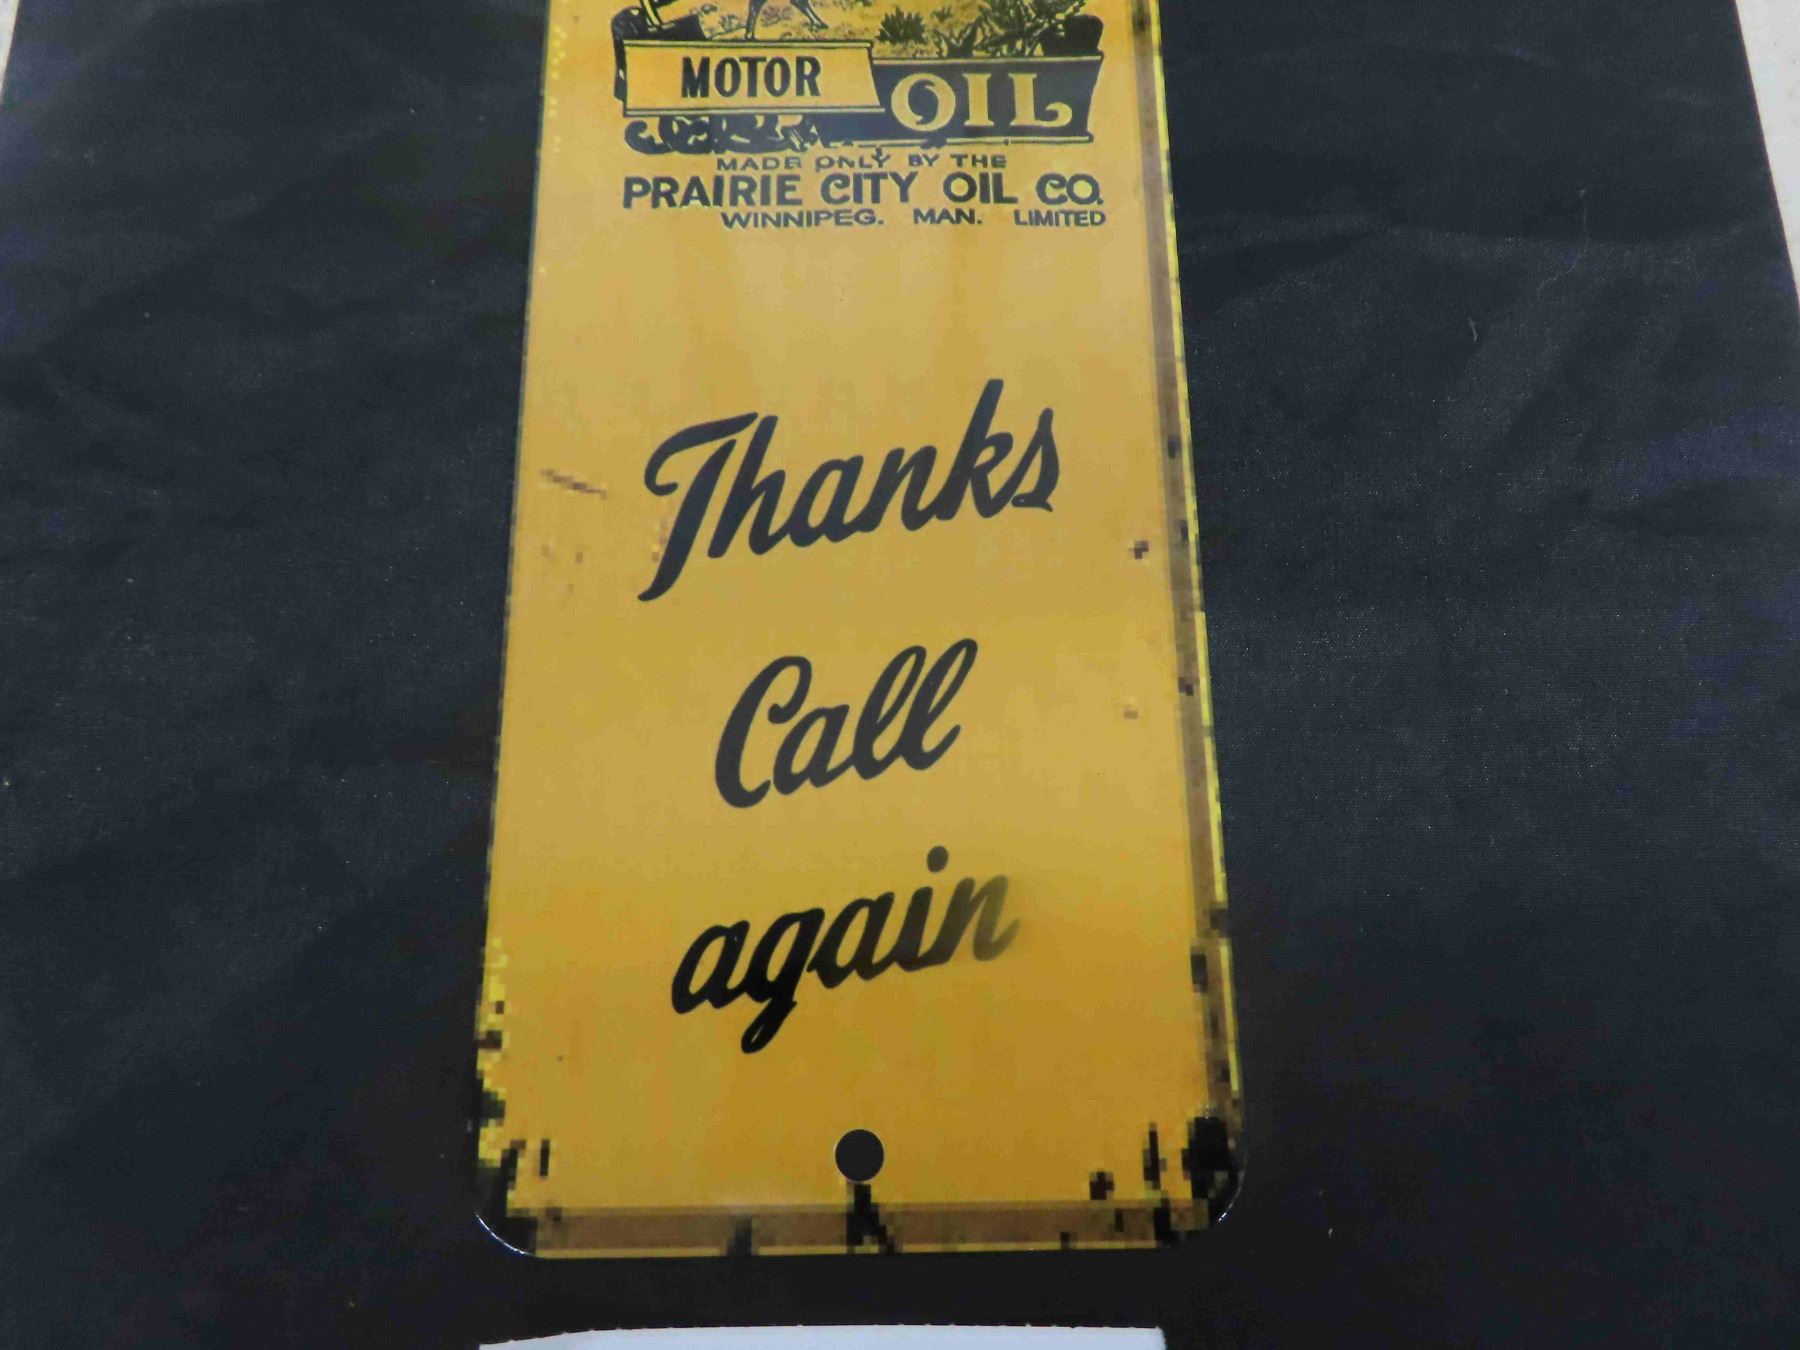 MOTOR OIL
MADE ONLY BY THE
PRAIRIE CITY OIL CO.
WINNIPEG. MAN. LIMITED
Thanks
Call
again